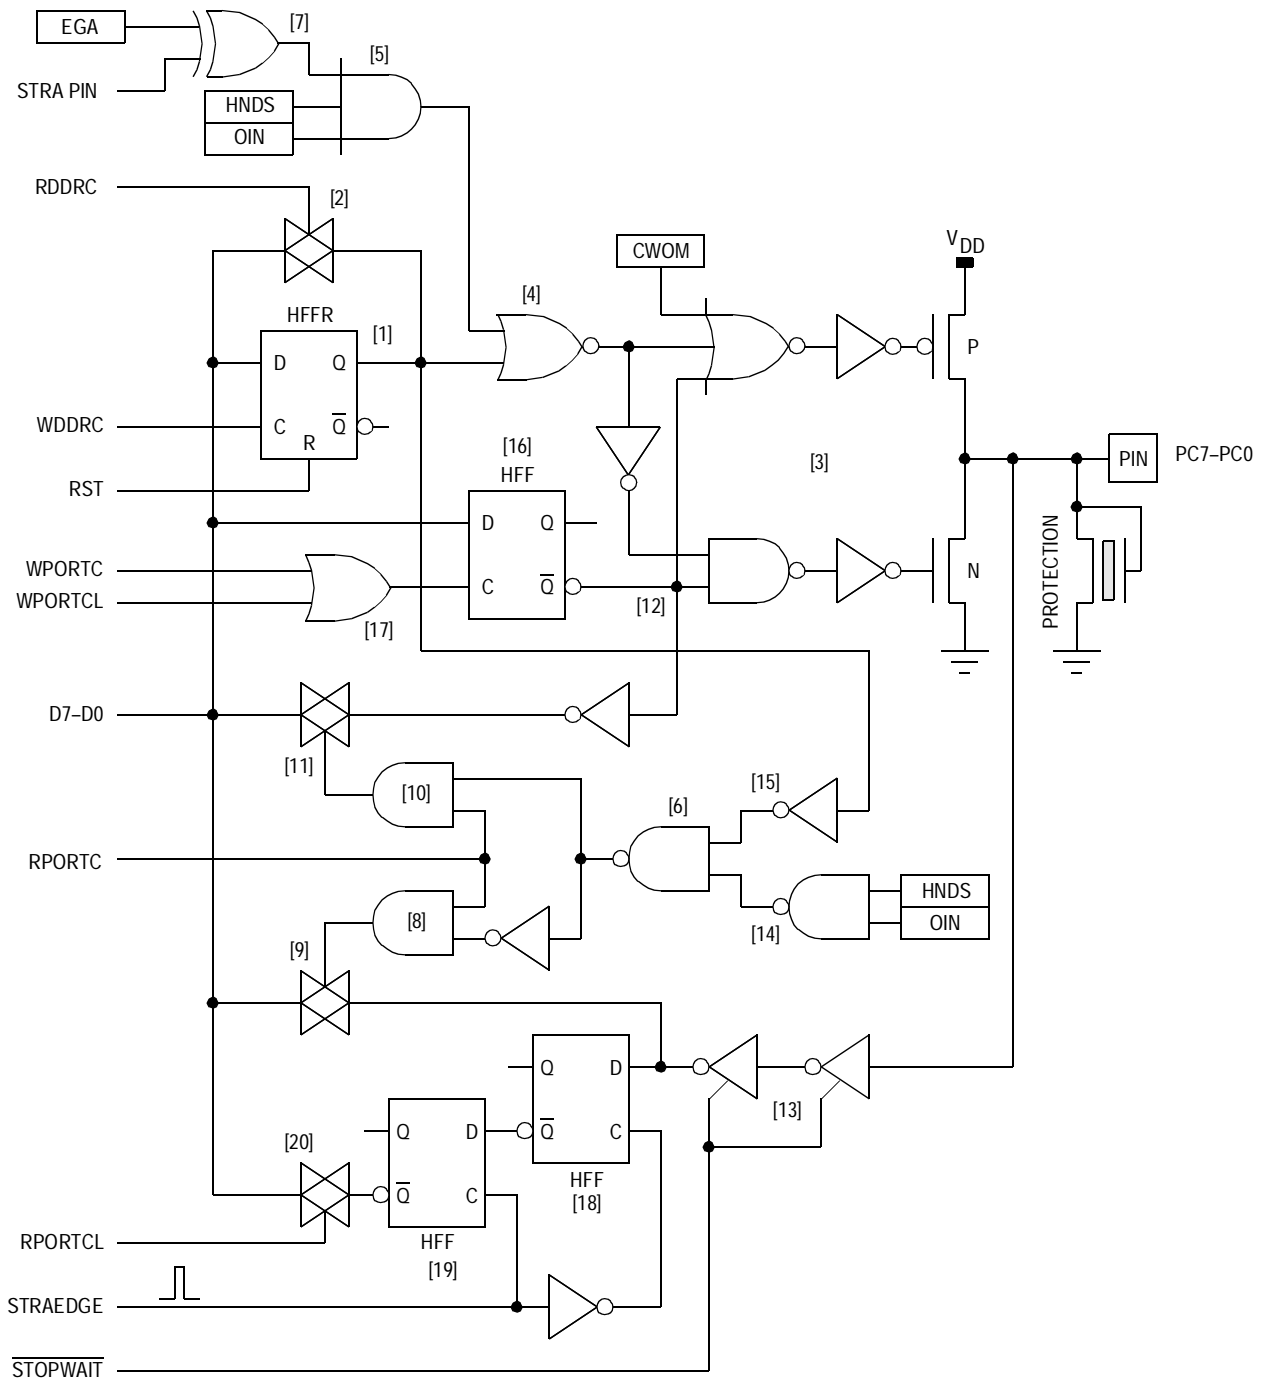 EGA
[7]
[5]
STRA PIN
HNDS
OIN
RDDRC
[2]
CWOM
VDD
[4]
HFFR
[1]
D Q
P
WDDRC
C Q
R
[16]
HFF
[3]
PIN
PC7–PC0
RST
D Q
PROTECTION
WPORTC
N
C Q
WPORTCL
[12]
[17]
D7–D0
[11]
[15]
[10]
[6]
RPORTC
HNDS
[8]
OIN
[14]
[9]
Q D
[13]
Q D
Q C
[20]
HFF
[18]
Q C
RPORTCL
HFF
[19]
STRAEDGE
STOPWAIT